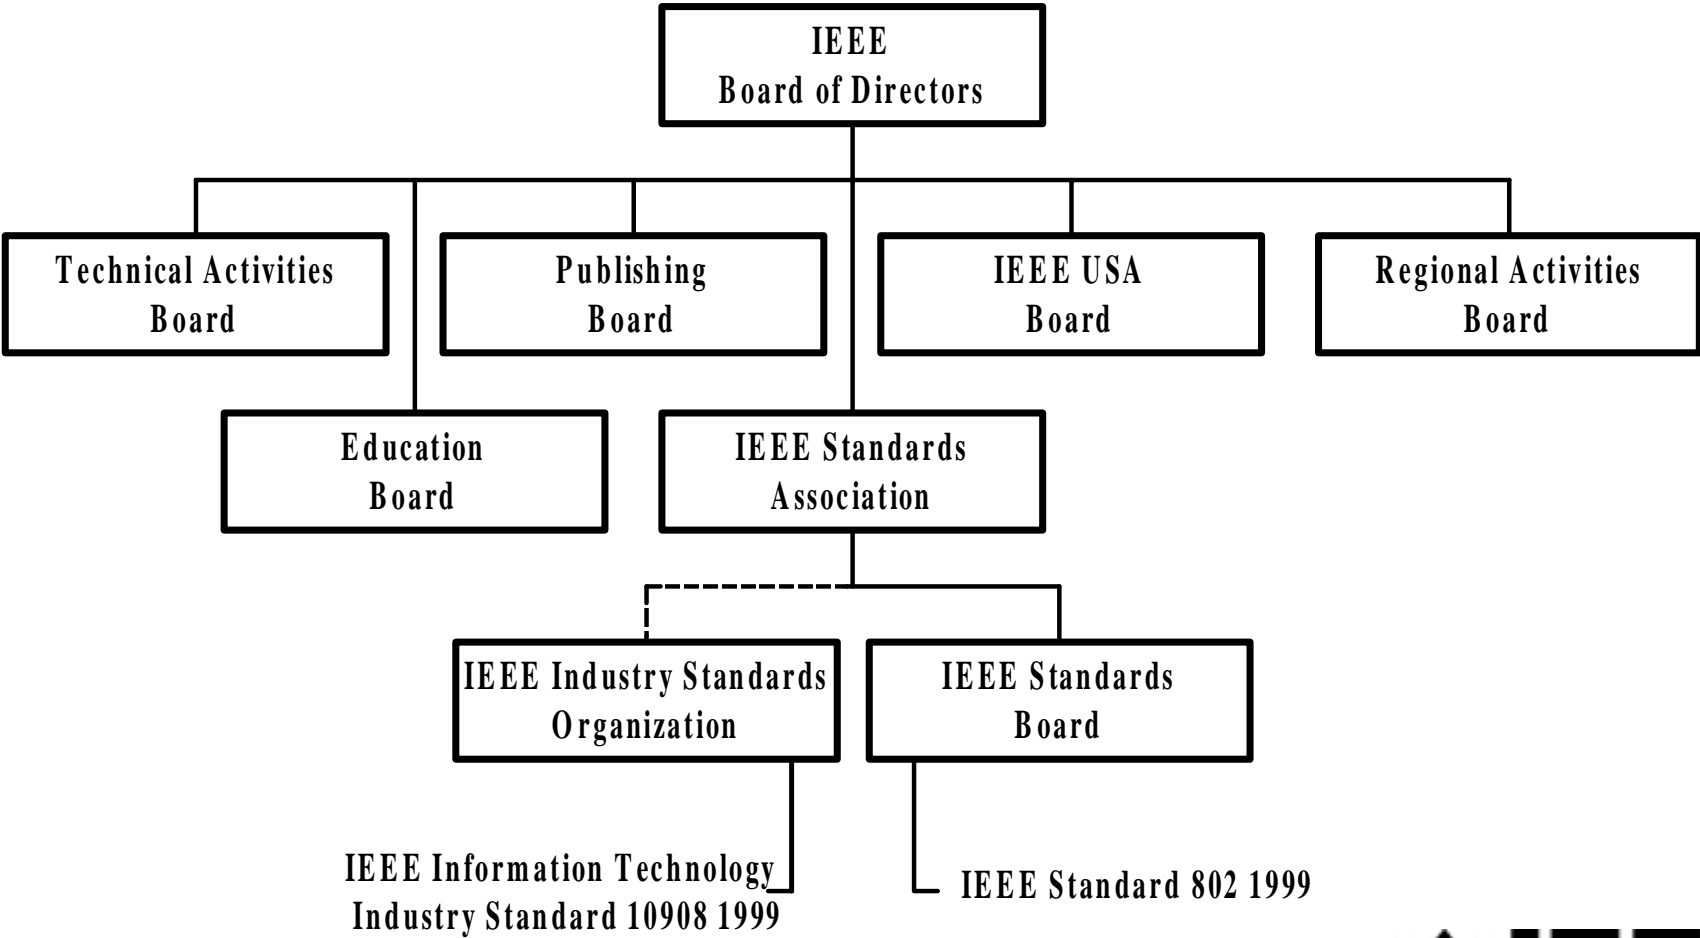 IEEE
Board of Directors
Technical Activities
Board
Publishing
Board
IEEE USA
Board
Regional Activities
Board
Education
Board
IEEE Standards
Association
IEEE Industry Standards
Organization
IEEE Standards
Board
IEEE Information Technology
Industry Standard 10908 1999
IEEE Standard 802 1999